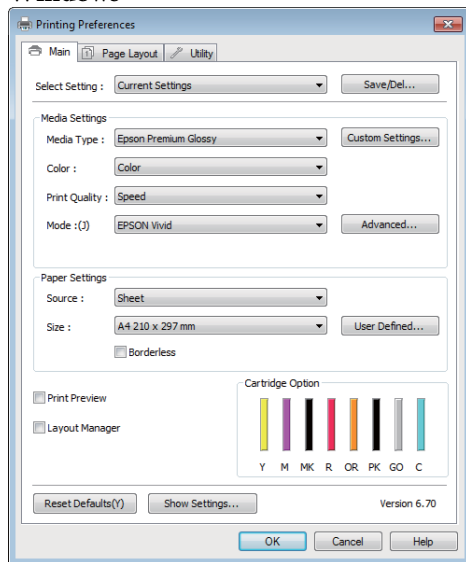 Windows
Printing Preferences
Main Page Layout Utility
Select Setting : Current Settings Save/Del...
Media Settings
Media Type : Epson Premium Glossy Custom Settings...
Color : Color
Print Quality : Speed
Mode :(J) EPSON Vivid Advanced...
Paper Settings
Source : Sheet
Size : A4 210 x 297 mm User Defined...
Borderless
Cartridge Option
Print Preview
Layout Manager
Y M MK R OR PK GO C
Reset Defaults(Y) Show Settings... Version 6.70
OK Cancel Help